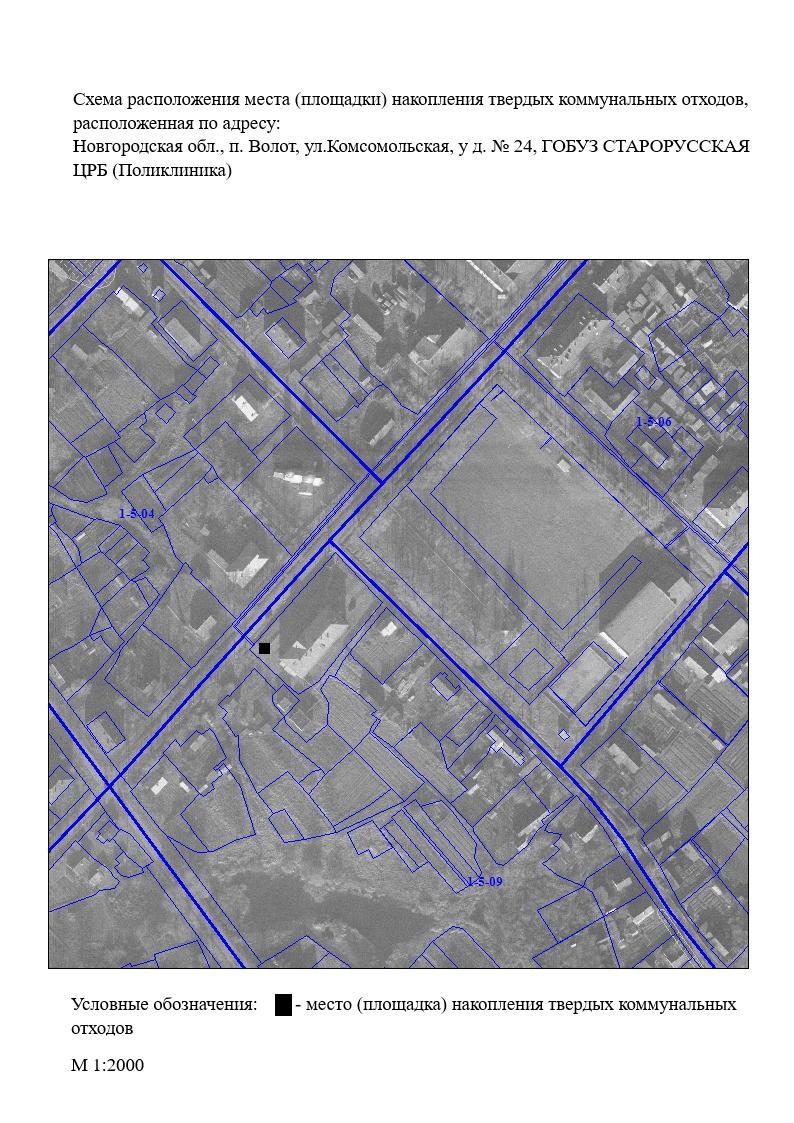 Схема расположения места (площадки) накопления твердых коммунальных отходов,
расположенная по адресу:
Новгородская обл., п. Волот, ул.Комсомольская, у д. № 24, ГОБУЗ СТАРОРУССКАЯ
ЦРБ (Поликлиника)
1-5-06
1-5-04
1-5-09
Условные обозначения: - место (площадка) накопления твердых коммунальных
отходов
М 1:2000